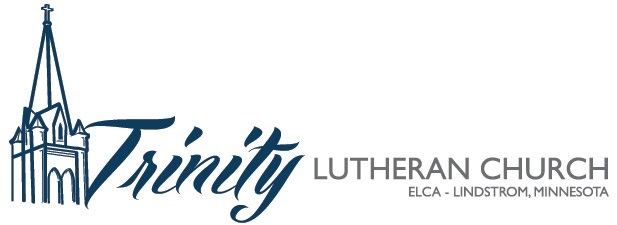 Trinity LUTHERAN CHURCH
ELCA - LINDSTROM, MINNESOTA